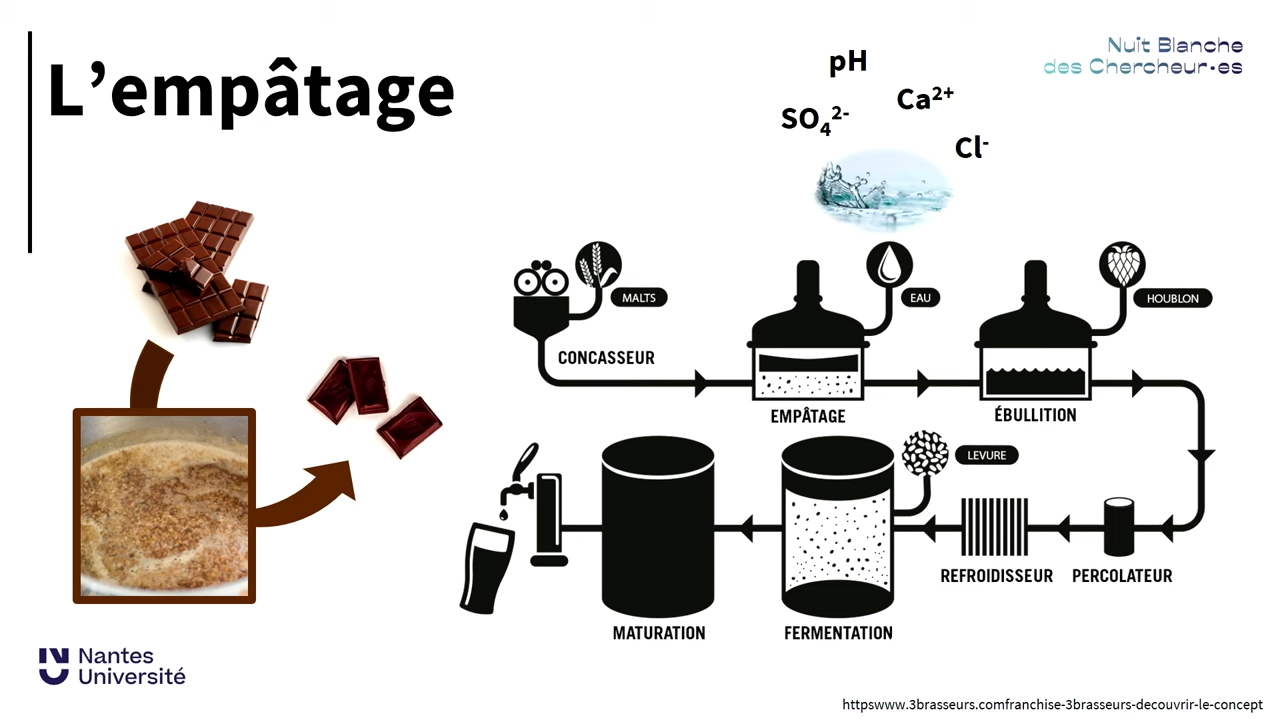 L’empâtage
Nuit Blanche
des Chercheur·es
pH
Ca²⁺
SO₄²⁻
Cl⁻
MALTS
EAU
HOUBLON
CONCASSEUR
EMPÂTAGE
ÉBULLITION
LEVURE
REFROIDISSEUR
PERCOLATEUR
MATURATION
FERMENTATION
Nantes
Université
httpswww.3brasseurs.comfranchise-3brasseurs-decouvrir-le-concept